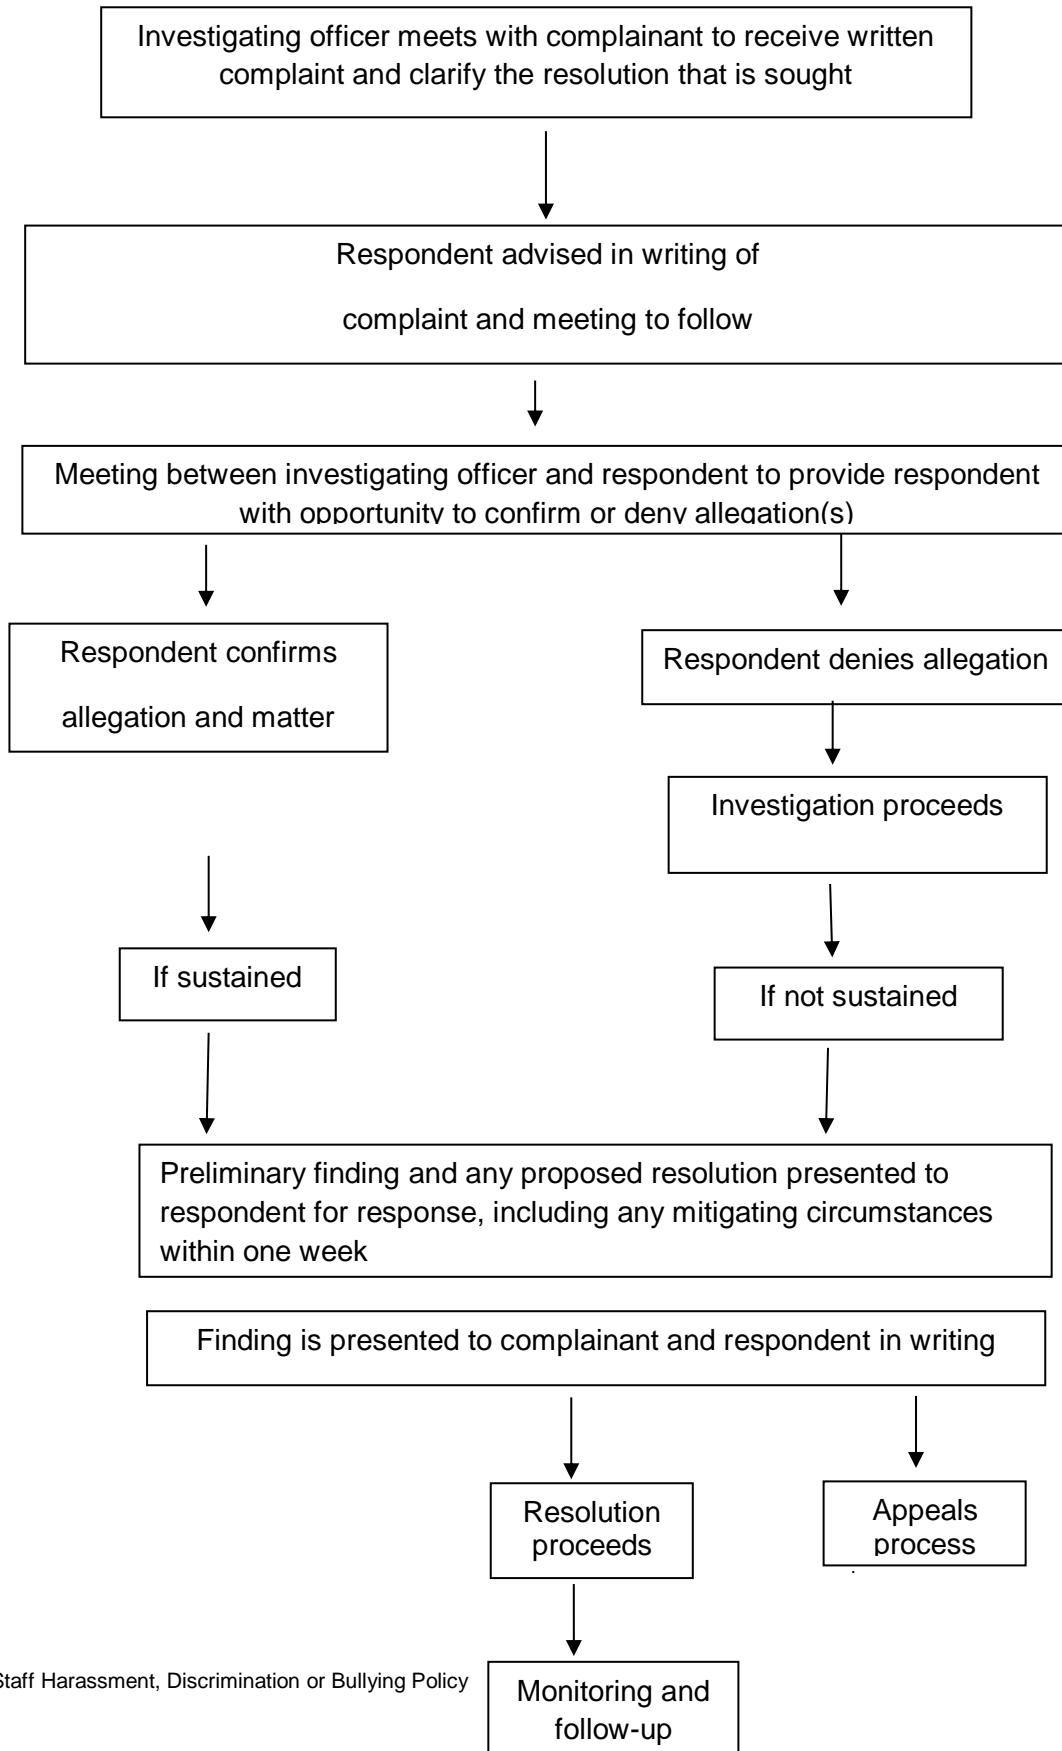 Investigating officer meets with complainant to receive written
complaint and clarify the resolution that is sought
Respondent advised in writing of
complaint and meeting to follow
Meeting between investigating officer and respondent to provide respondent
with opportunity to confirm or deny allegation(s)
Respondent confirms
allegation and matter
Respondent denies allegation
Investigation proceeds
If sustained
If not sustained
Preliminary finding and any proposed resolution presented to
respondent for response, including any mitigating circumstances
within one week
Finding is presented to complainant and respondent in writing
Resolution
proceeds
Appeals
process
Staff Harassment, Discrimination or Bullying Policy
Monitoring and
follow-up